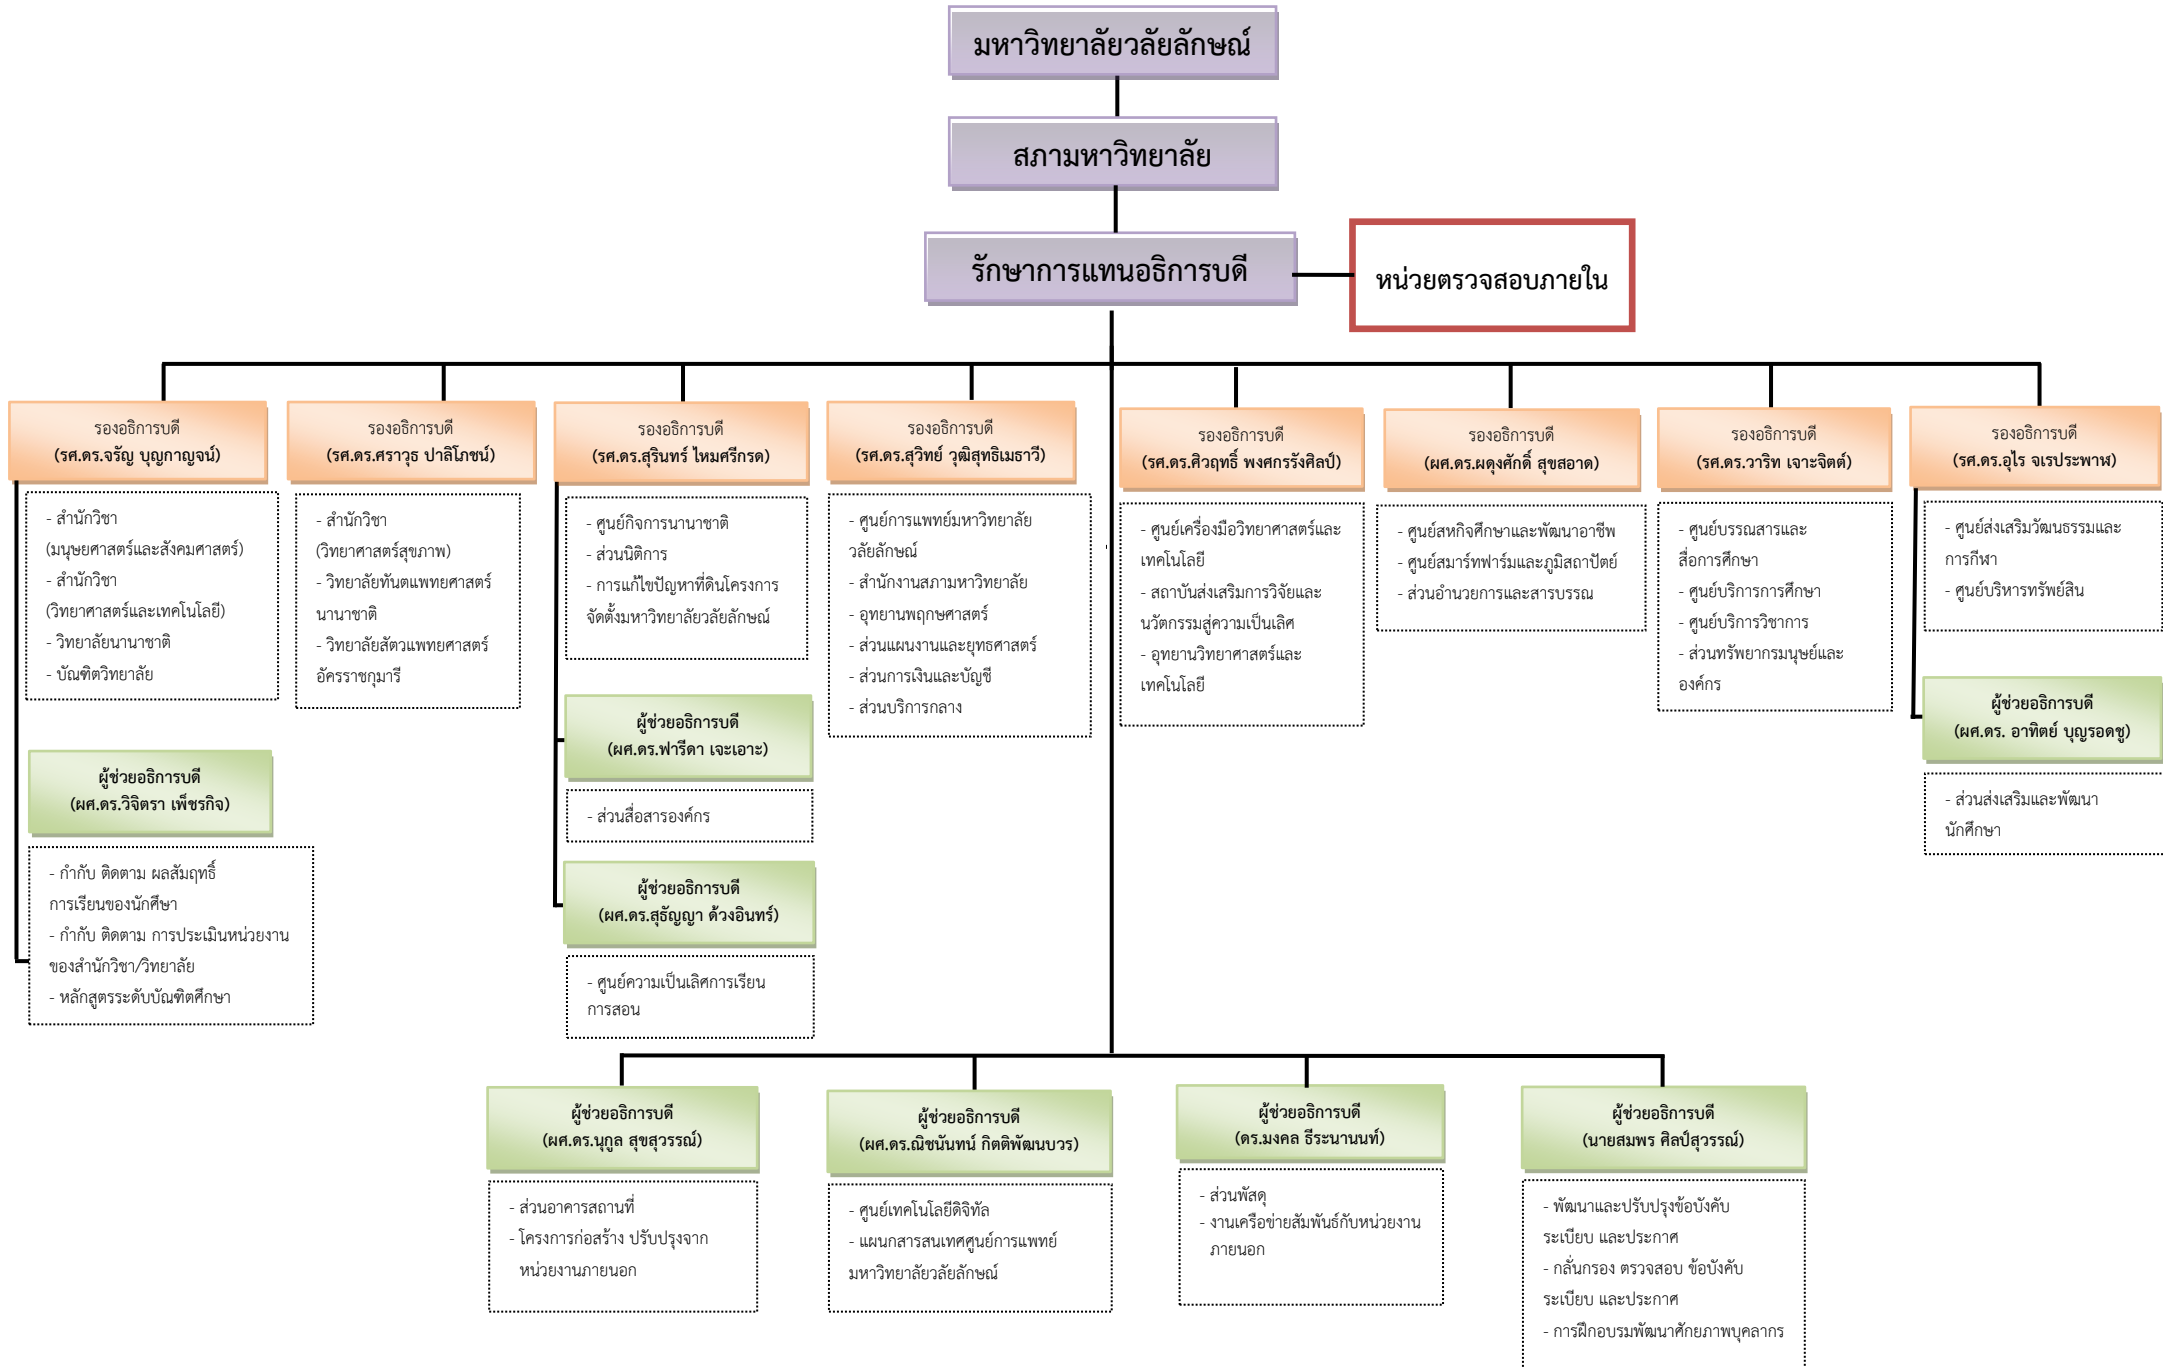 มหาวิทยาลัยวลัยลักษณ์
สภามหาวิทยาลัย
รักษาการแทนอธิการบดี
หน่วยตรวจสอบภายใน
รองอธิการบดี
(รศ.ดร.จรัญ บุญกาญจน์)
- สำนักวิชา
(มนุษยศาสตร์และสังคมศาสตร์)
- สำนักวิชา
(วิทยาศาสตร์และเทคโนโลยี)
- วิทยาลัยนานาชาติ
- บัณฑิตวิทยาลัย
ผู้ช่วยอธิการบดี
(ผศ.ดร.วิจิตรา เพ็ชรกิจ)
- กำกับ ติดตาม ผลสัมฤทธิ์
การเรียนของนักศึษา
- กำกับ ติดตาม การประเมินหน่วยงาน
ของสำนักวิชา/วิทยาลัย
- หลักสูตรระดับบัณฑิตศึกษา
รองอธิการบดี
(รศ.ดร.ศราวุธ ปาลิโภชน์)
- สำนักวิชา
(วิทยาศาสตร์สุขภาพ)
- วิทยาลัยทันตแพทยศาสตร์
นานาชาติ
- วิทยาลัยสัตวแพทยศาสตร์
อัครราชกุมารี
รองอธิการบดี
(รศ.ดร.สุรินทร์ ไหมศรีกรด)
- ศูนย์กิจการนานาชาติ
- ส่วนนิติการ
- การแก้ไขปัญหาที่ดินโครงการ
จัดตั้งมหาวิทยาลัยวลัยลักษณ์
ผู้ช่วยอธิการบดี
(ผศ.ดร.ฟารีดา เจะเอาะ)
- ส่วนสื่อสารองค์กร
ผู้ช่วยอธิการบดี
(ผศ.ดร.สุธัญญา ด้วงอินทร์)
- ศูนย์ความเป็นเลิศการเรียน
การสอน
รองอธิการบดี
(รศ.ดร.สุวิทย์ วุฒิสุทธิเมธาวี)
- ศูนย์การแพทย์มหาวิทยาลัย
วลัยลักษณ์
- สำนักงานสภามหาวิทยาลัย
- อุทยานพฤกษศาสตร์
- ส่วนแผนงานและยุทธศาสตร์
- ส่วนการเงินและบัญชี
- ส่วนบริการกลาง
รองอธิการบดี
(รศ.ดร.ศิวฤทธิ์ พงศกรรังศิลป์)
- ศูนย์เครื่องมือวิทยาศาสตร์และ
เทคโนโลยี
- สถาบันส่งเสริมการวิจัยและ
นวัตกรรมสู่ความเป็นเลิศ
- อุทยานวิทยาศาสตร์และ
เทคโนโลยี
รองอธิการบดี
(ผศ.ดร.ผดุงศักดิ์ สุขสอาด)
- ศูนย์สหกิจศึกษาและพัฒนาอาชีพ
- ศูนย์สมาร์ทฟาร์มและภูมิสถาปัตย์
- ส่วนอำนวยการและสารบรรณ
รองอธิการบดี
(รศ.ดร.วาริท เจาะจิตต์)
- ศูนย์บรรณสารและ
สื่อการศึกษา
- ศูนย์บริการการศึกษา
- ศูนย์บริการวิชาการ
- ส่วนทรัพยากรมนุษย์และ
องค์กร
รองอธิการบดี
(รศ.ดร.อุไร จเรประพาฬ)
- ศูนย์ส่งเสริมวัฒนธรรมและ
การกีฬา
- ศูนย์บริหารทรัพย์สิน
ผู้ช่วยอธิการบดี
(ผศ.ดร. อาทิตย์ บุญรอดชู)
- ส่วนส่งเสริมและพัฒนา
นักศึกษา
ผู้ช่วยอธิการบดี
(ผศ.ดร.นุกูล สุขสุวรรณ์)
- ส่วนอาคารสถานที่
- โครงการก่อสร้าง ปรับปรุงจาก
หน่วยงานภายนอก
ผู้ช่วยอธิการบดี
(ผศ.ดร.ณิชนันทน์ กิตติพัฒนบวร)
- ศูนย์เทคโนโลยีดิจิทัล
- แผนกสารสนเทศศูนย์การแพทย์
มหาวิทยาลัยวลัยลักษณ์
ผู้ช่วยอธิการบดี
(ดร.มงคล ธีระนานนท์)
- ส่วนพัสดุ
- งานเครือข่ายสัมพันธ์กับหน่วยงาน
ภายนอก
ผู้ช่วยอธิการบดี
(นายสมพร ศิลป์สุวรรณ์)
- พัฒนาและปรับปรุงข้อบังคับ
ระเบียบ และประกาศ
- กลั่นกรอง ตรวจสอบ ข้อบังคับ
ระเบียบ และประกาศ
- การฝึกอบรมพัฒนาศักยภาพบุคลากร